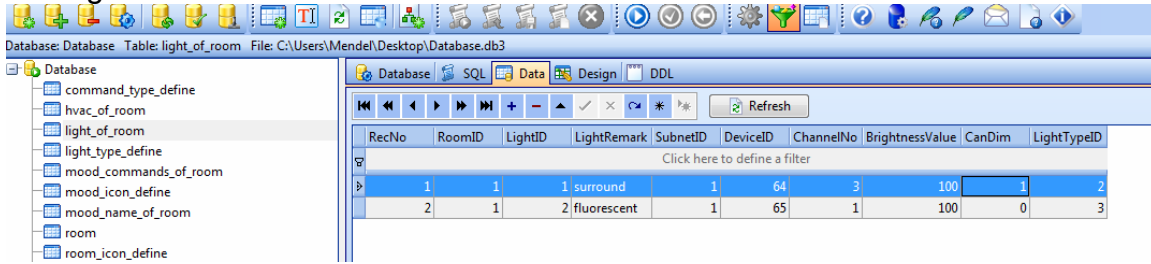 TI
Database: Database Table: light_of_room File: C:\Users\Mendel\Desktop\Database.db3
Database
command_type_define
hvac_of_room
light_of_room
light_type_define
mood_commands_of_room
mood_icon_define
mood_name_of_room
room
room_icon_define
Database SQL Data Design DDL
Refresh
RecNo RoomID LightID LightRemark SubnetID DeviceID ChannelNo BrightnessValue CanDim LightTypeID
Click here to define a filter
1 1 1 surround 1 64 3 100 1 2
2 1 2 fluorescent 1 65 1 100 0 3